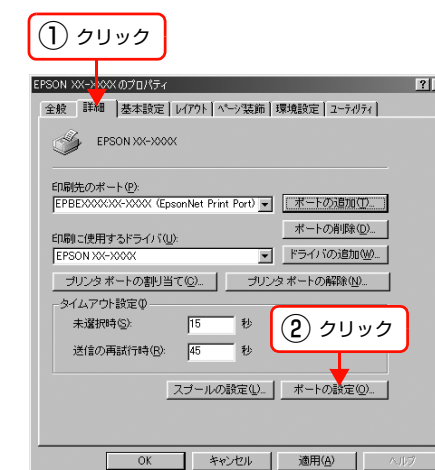 ① クリック
EPSON XX-XXXXのプロパティ
全般 詳細 基本設定 レイアウト ページ装飾 環境設定 ユーティリティ
EPSON XX-XXXX
印刷先のポート(P):
EPBEXXXXXX-XXXX (EpsonNet Print Port) ポートの追加(T)...
ポートの削除(D)...
印刷に使用するドライバ(U):
EPSON XX-XXXX ドライバの追加(W)...
プリンタ ポートの割り当て(C)... プリンタ ポートの解除(N)...
タイムアウト設定
未選択時(S): 15 秒
② クリック
送信の再試行時(R): 45 秒
スプールの設定(L)... ポートの設定(O)...
OK キャンセル 適用(A) ヘルプ